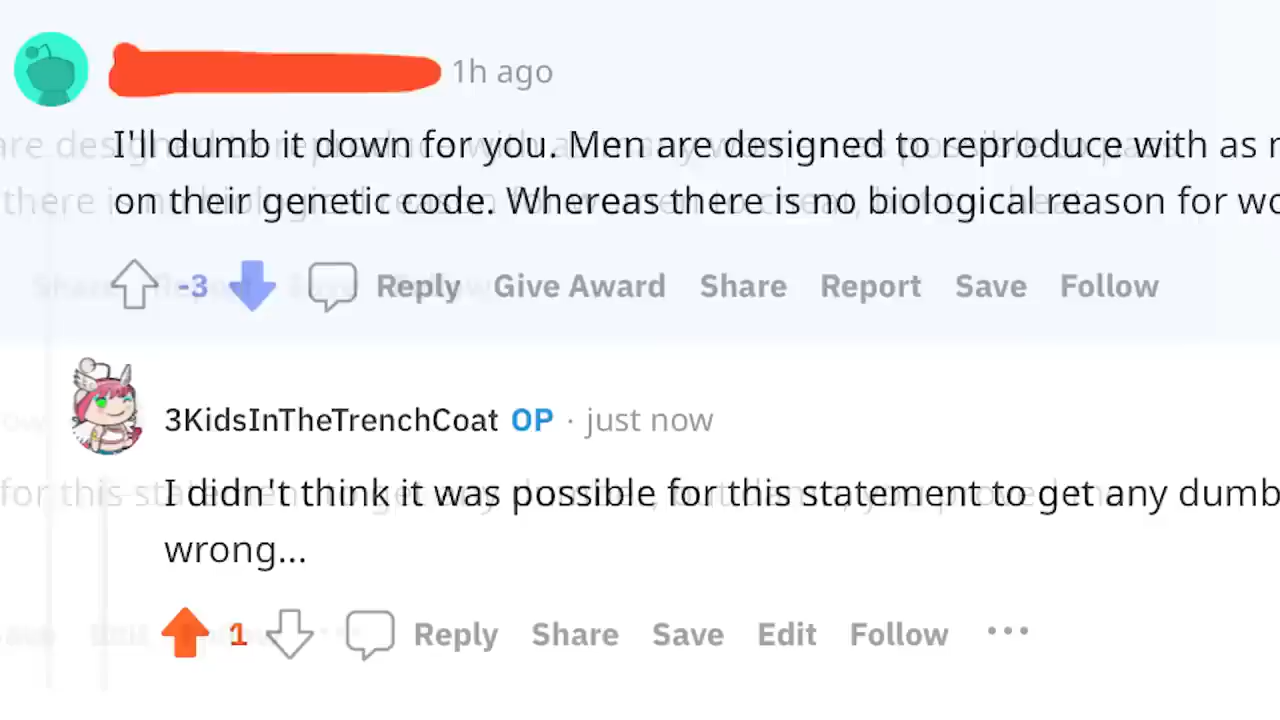 1h ago
I'll dumb it down for you. Men are designed to reproduce with as
on their genetic code. Whereas there is no biological reason for
-3 Reply Give Award Share Report Save Follow
3KidsInTheTrenchCoat OP · just now
I didn't think it was possible for this statement to get any dumb
wrong...
1 Reply Share Save Edit Follow ...